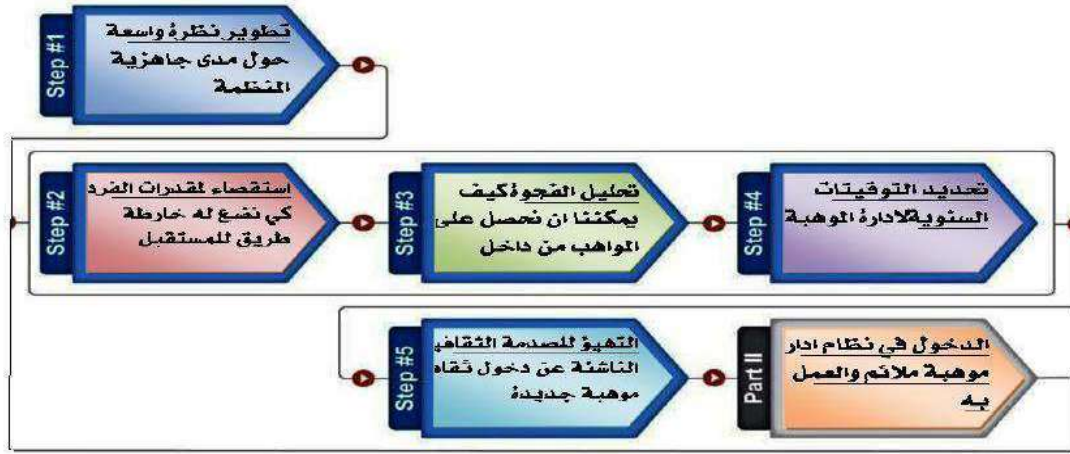 Step #1
تطوير نظرة واسعة
حول مدى جاهزية
المنظمة
Step #2
استقصاء لقدرات الفرد
كي نضع له خارطة
طريق للمستقبل
Step #3
تحليل الفجوة كيف
يمكننا ان نحصل على
المواهب من داخل
Step #4
تحديد التوقيتات
السنوية لادارة الموهبة
Step #5
التهيؤ للصدمة الثقافي
الناشئة عن دخول ثقاف
موهبة جديدة
Part II
الدخول في نظام ادار
موهبة ملائم والعمل
به